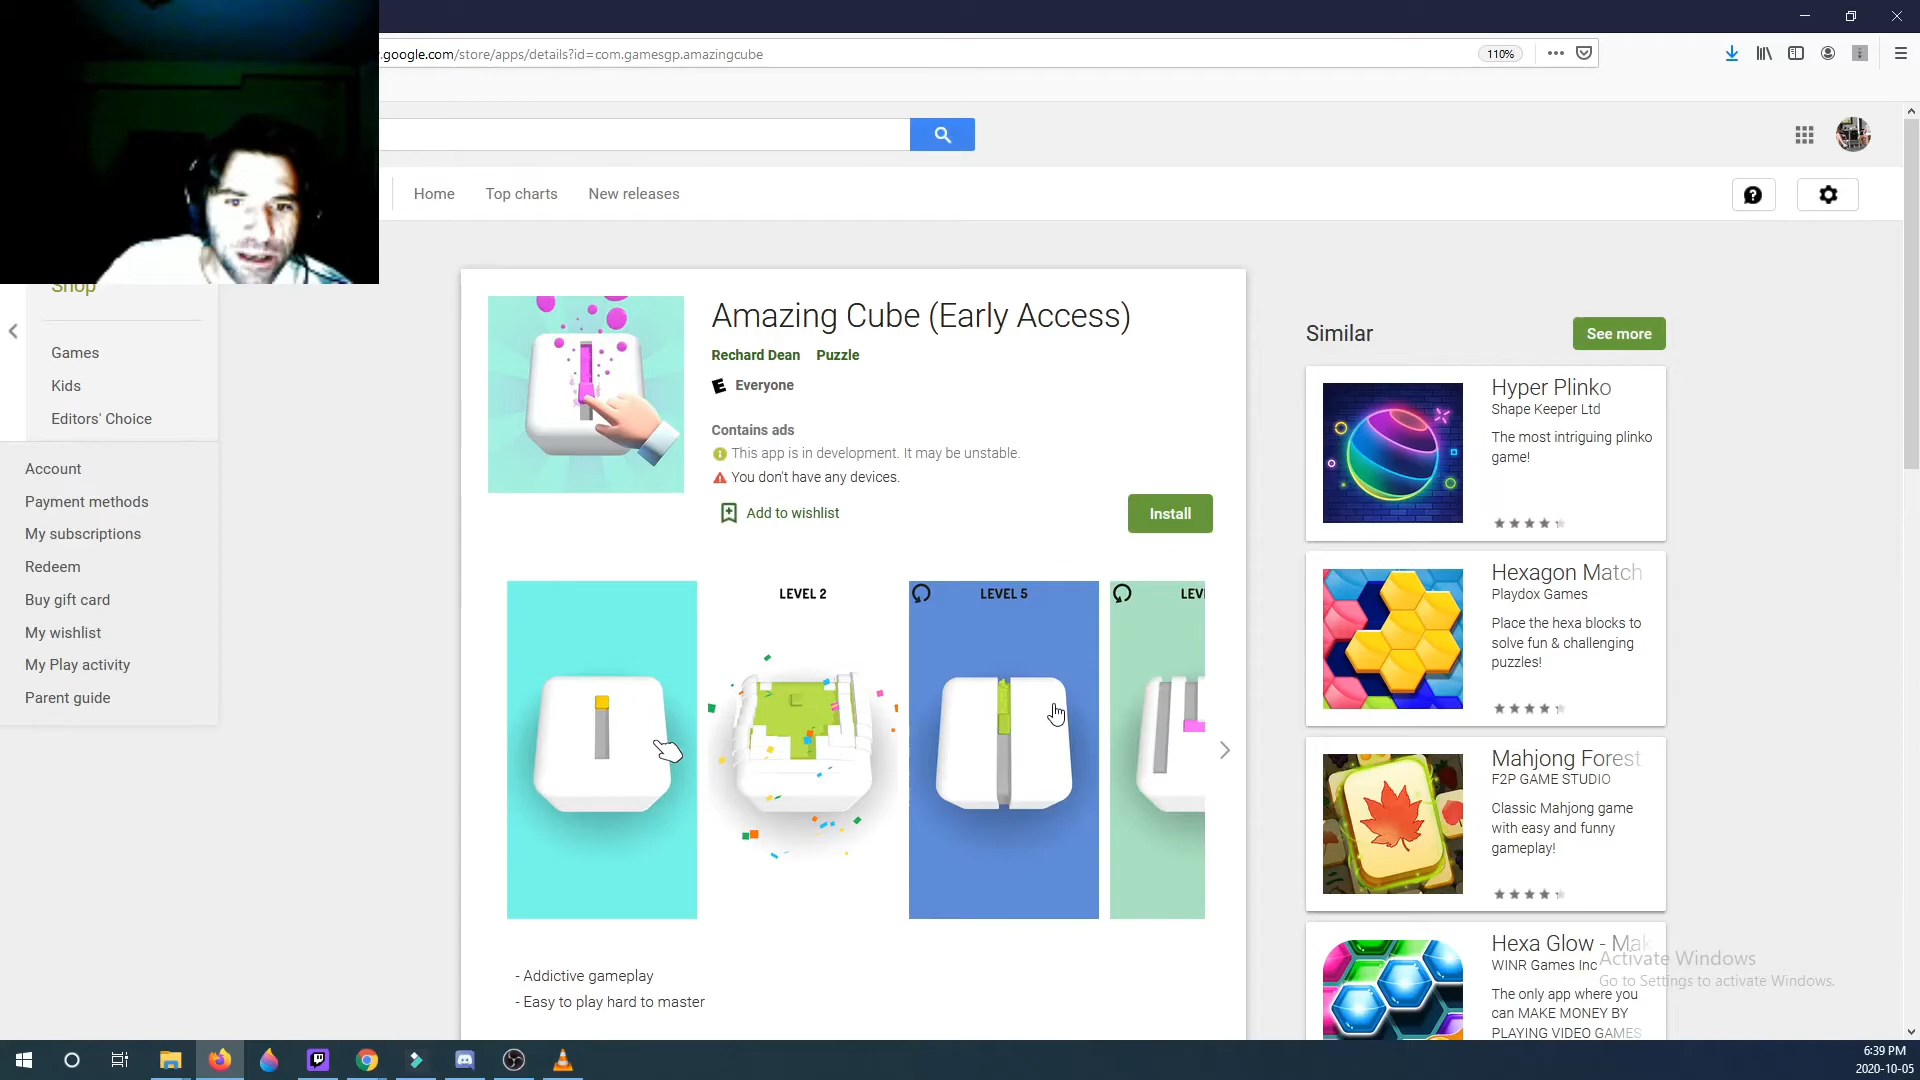 .google.com/store/apps/details?id=com.gamesgp.amazingcube
110%
Home Top charts New releases
Shop
Games
Kids
Editors' Choice
Account
Payment methods
My subscriptions
Redeem
Buy gift card
My wishlist
My Play activity
Parent guide
Amazing Cube (Early Access)
Rechard Dean Puzzle
E Everyone
Contains ads
This app is in development. It may be unstable.
You don't have any devices.
Add to wishlist
Install
LEVEL 2
LEVEL 5
LEV
- Addictive gameplay
- Easy to play hard to master
Similar
See more
Hyper Plinko
Shape Keeper Ltd
The most intriguing plinko
game!
Hexagon Match
Playdox Games
Place the hexa blocks to
solve fun & challenging
puzzles!
Mahjong Forest
F2P GAME STUDIO
Classic Mahjong game
with easy and funny
gameplay!
Hexa Glow - Mak
WINR Games Inc
The only app where you
can MAKE MONEY BY
PLAYING VIDEO GAMES
Activate Windows
Go to Settings to activate Windows.
6:39 PM
2020-10-05